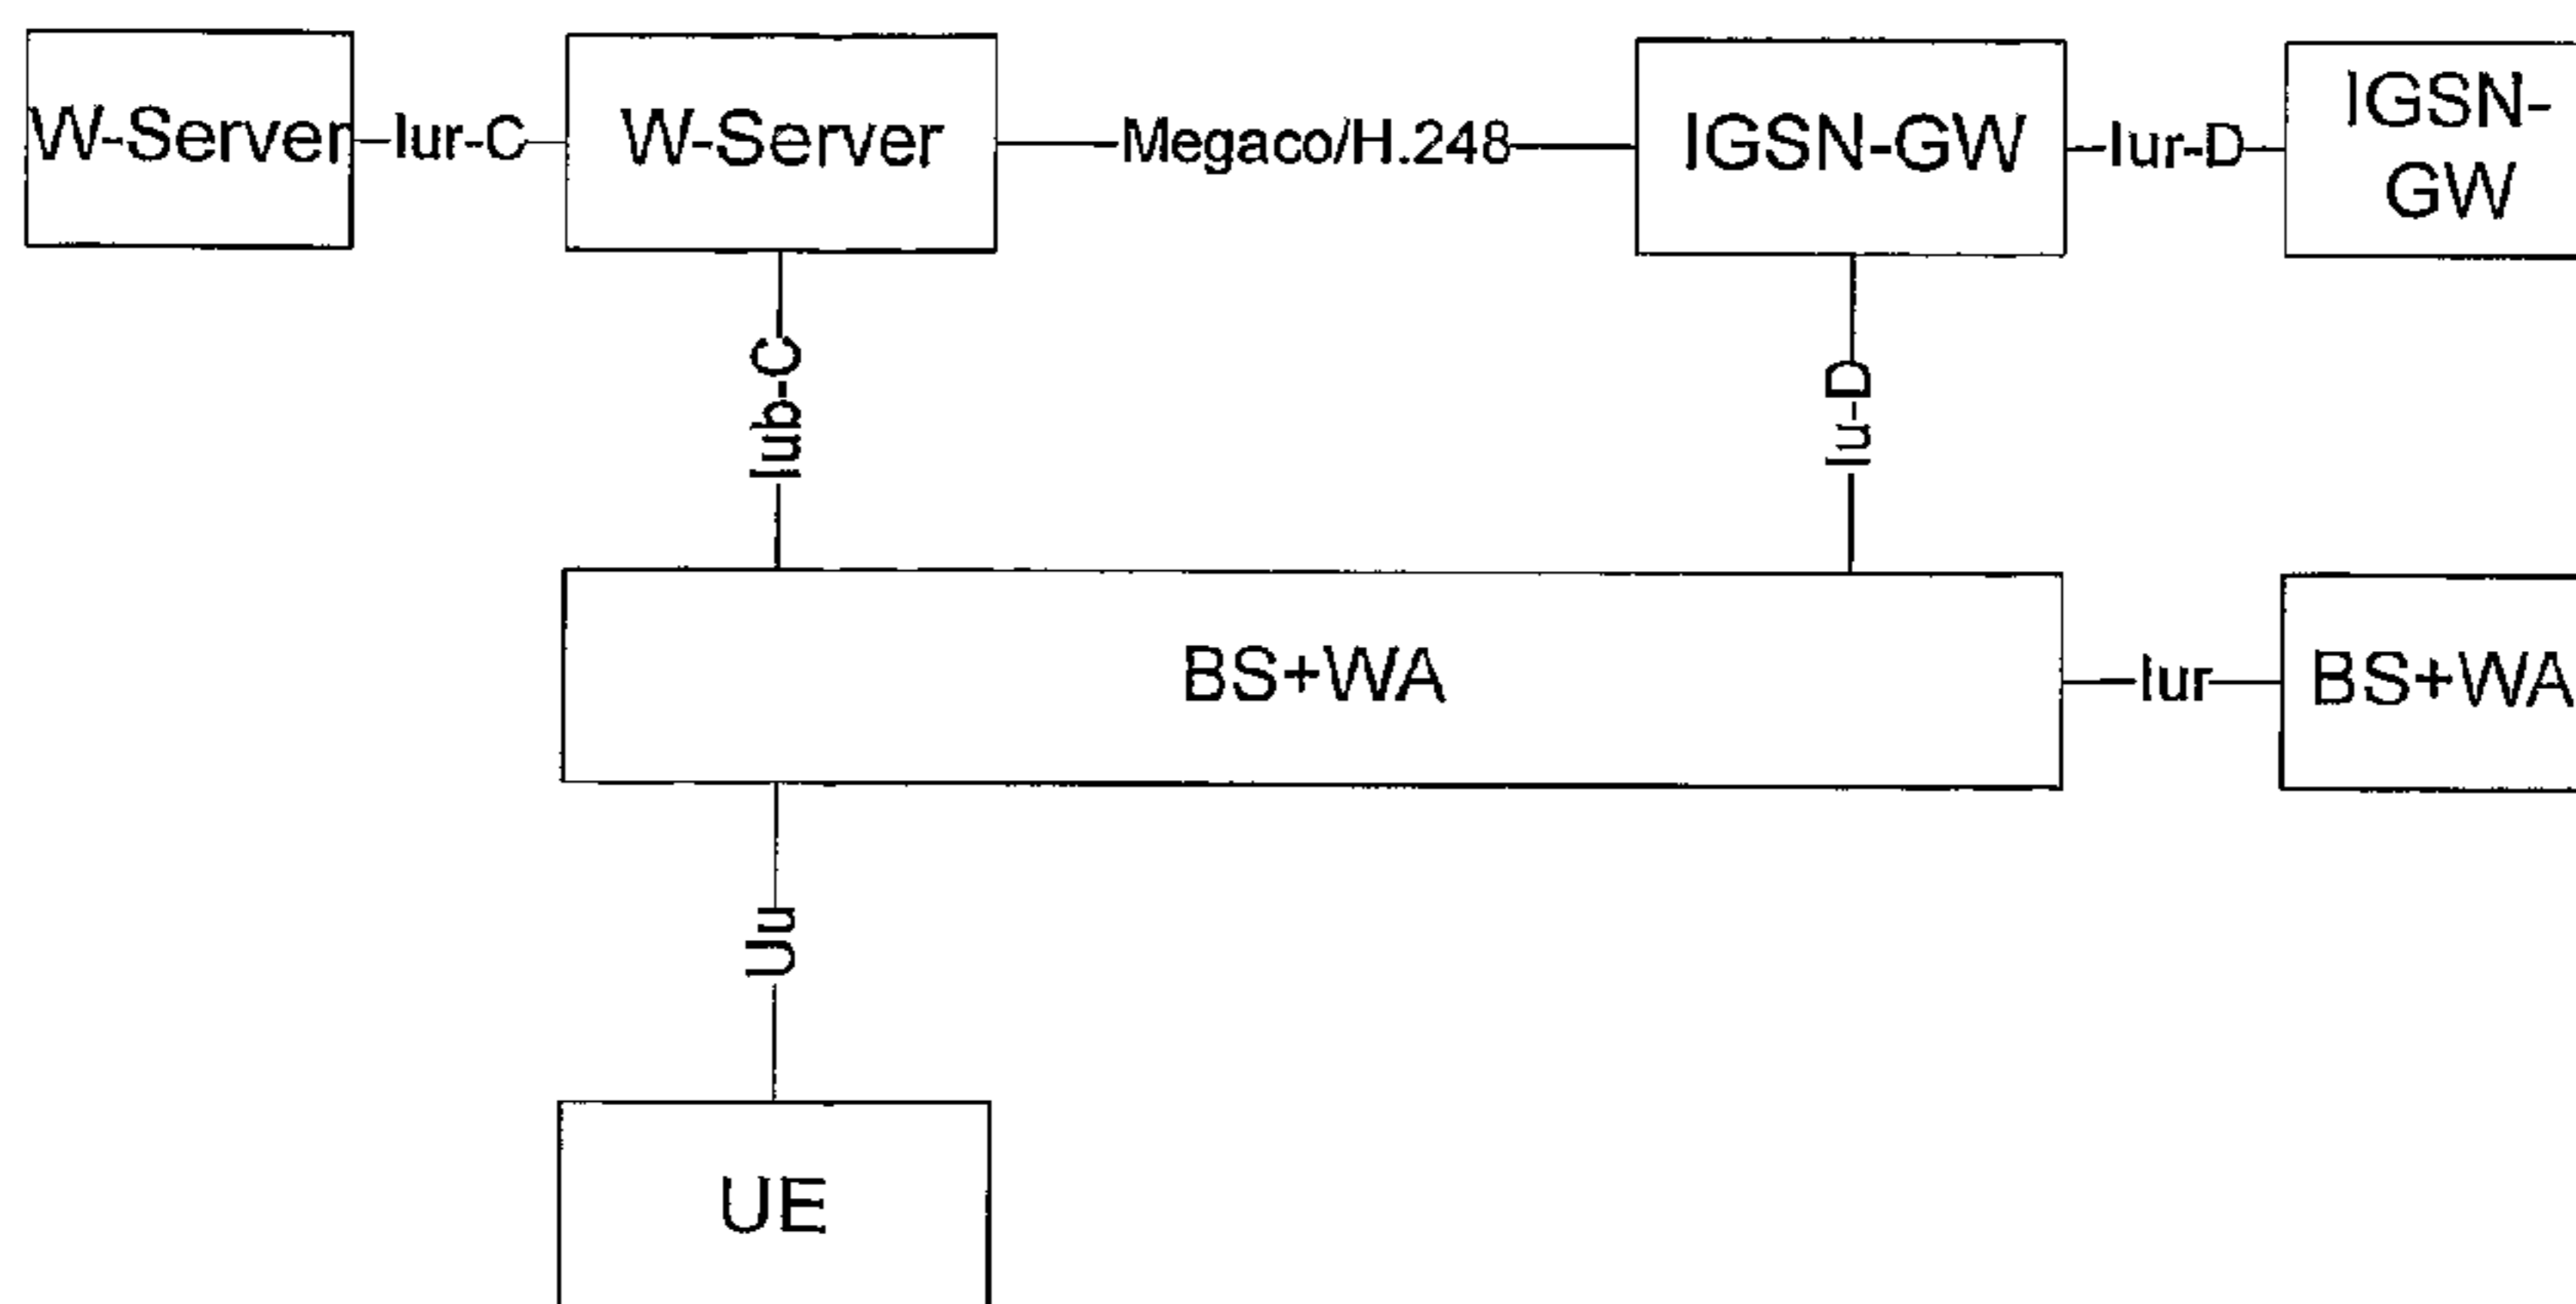 W-Server
Iur-C
W-Server
Megaco/H.248
IGSN-GW
Iur-D
IGSN-
GW
Iub-C
Iu-D
BS+WA
Iur
BS+WA
Uu
UE